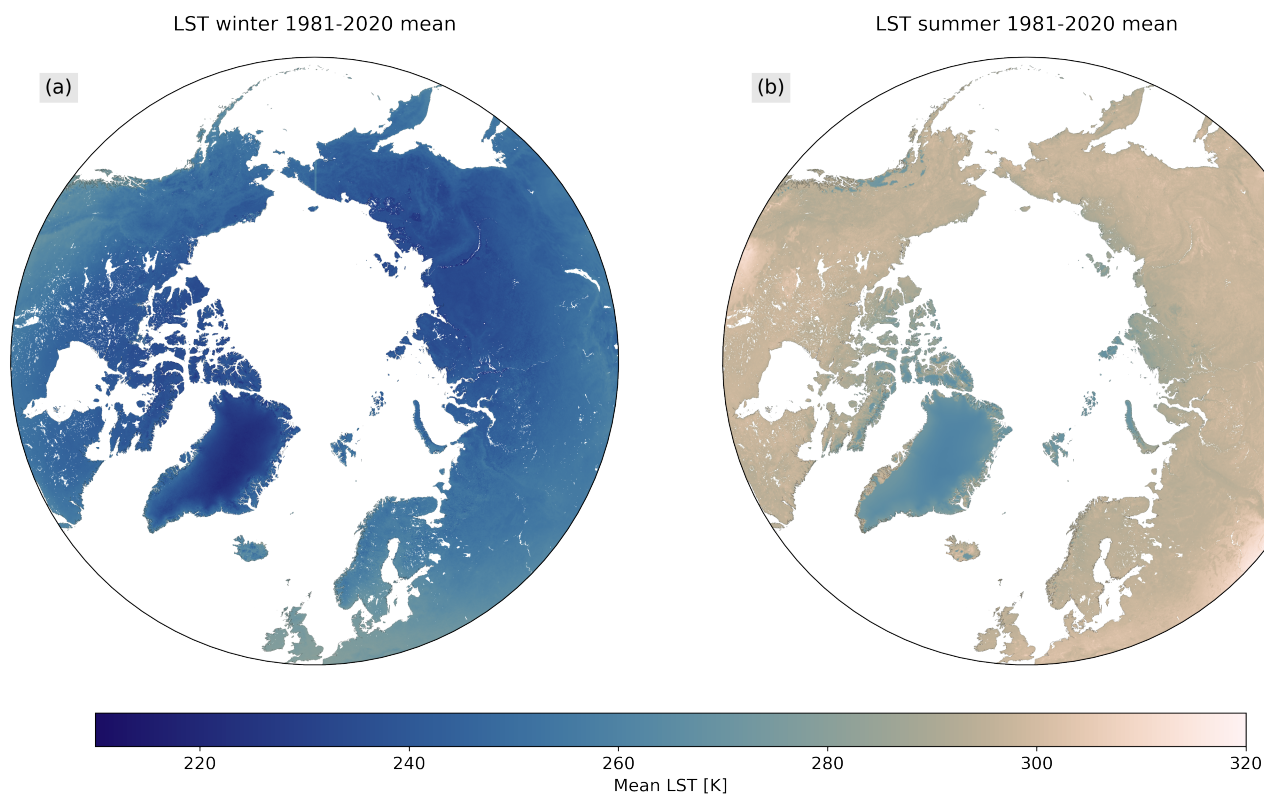 LST winter 1981-2020 mean
LST summer 1981-2020 mean
(a)
(b)
220 240 260 280 300 320
Mean LST [K]